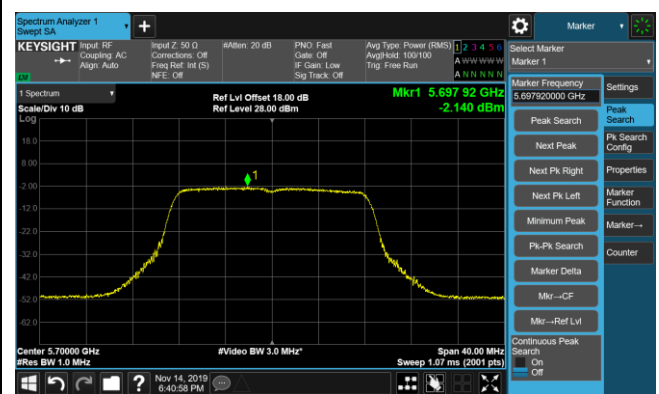 Spectrum Analyzer 1
Swept SA
Marker
KEYSIGHT
Input: RF
Coupling: AC
Align: Auto
Input Z: 50 Ω
Corrections: Off
Freq Ref: Int (S)
NFE: Off
#Atten: 20 dB
PNO: Fast
Gate: Off
IF Gain: Low
Sig Track: Off
Avg Type: Power (RMS)
Avg|Hold: 100/100
Trig: Free Run
1 2 3 4 5 6
A W W W W W
A N N N N N
Select Marker
Marker 1
1 Spectrum
Scale/Div 10 dB
Log
Ref Lvl Offset 18.00 dB
Ref Level 28.00 dBm
Mkr1 5.697 92 GHz
-2.140 dBm
Marker Frequency
5.697920000 GHz
Peak Search
Next Peak
Next Pk Right
Next Pk Left
Minimum Peak
Pk-Pk Search
Marker Delta
Mkr→CF
Mkr→Ref Lvl
Continuous Peak
Search
On
Off
Settings
Peak
Search
Pk Search
Config
Properties
Marker
Function
Marker→
Counter
18.0
8.00
-2.00
-12.0
-22.0
-32.0
-42.0
-52.0
-62.0
1
Center 5.70000 GHz
#Res BW 1.0 MHz
#Video BW 3.0 MHz*
Span 40.00 MHz
Sweep 1.07 ms (2001 pts)
?
Nov 14, 2019
6:40:58 PM